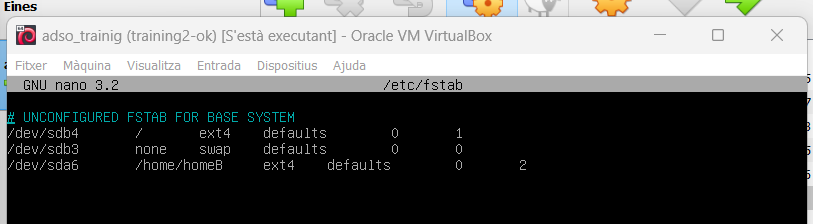 Eines
adso_trainig (training2-ok) [S'està executant] - Oracle VM VirtualBox
Fitxer Màquina Visualitza Entrada Dispositius Ajuda
GNU nano 3.2 /etc/fstab
# UNCONFIGURED FSTAB FOR BASE SYSTEM
/dev/sdb4 / ext4 defaults 0 1
/dev/sdb3 none swap defaults 0 0
/dev/sda6 /home/homeB ext4 defaults 0 2